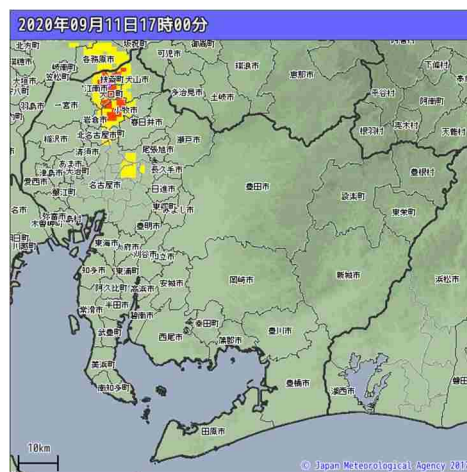 2020年09月11日17時00分
御嵩町
各務原市
可児市
瑞浪市
恵那市
下條村
岐南町
笠松町
扶桑町
犬山市
平谷村
阿南町
江南市
大口町
多治見市
土岐市
羽島市
一宮市
小牧市
売木村
天龍村
岩倉市
春日井市
根羽村
稲沢市
北名古屋市
瀬戸市
清須市
尾張旭市
あま市
長久手市
豊根村
津島市
大治町
愛西市
名古屋市
日進市
豊田市
設楽町
蟹江町
東郷町
みよし市
東栄町
弥富市
豊明市
東海市
大府市
刈谷市
知立市
知多市
東浦町
岡崎市
新城市
浜松市
阿久比町
高浜市
安城市
常滑市
半田市
碧南市
武豊町
西尾市
幸田町
豊川市
蒲郡市
美浜町
豊橋市
湖西市
南知多町
田原市
10km
© Japan Meteorological Agency 201